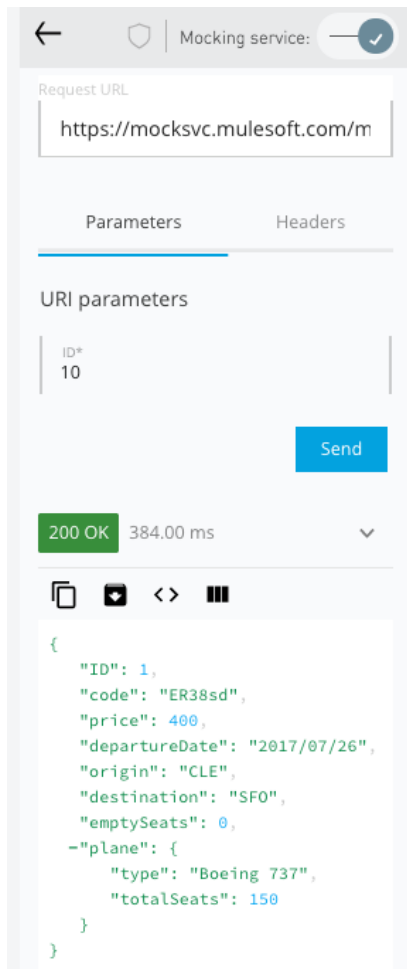 Mocking service:
Request URL
https://mocksvc.mulesoft.com/m
Parameters Headers
URI parameters
ID*
10
Send
200 OK 384.00 ms
{
"ID": 1,
"code": "ER38sd",
"price": 400,
"departureDate": "2017/07/26",
"origin": "CLE",
"destination": "SFO",
"emptySeats": 0,
-"plane": {
"type": "Boeing 737",
"totalSeats": 150
}
}